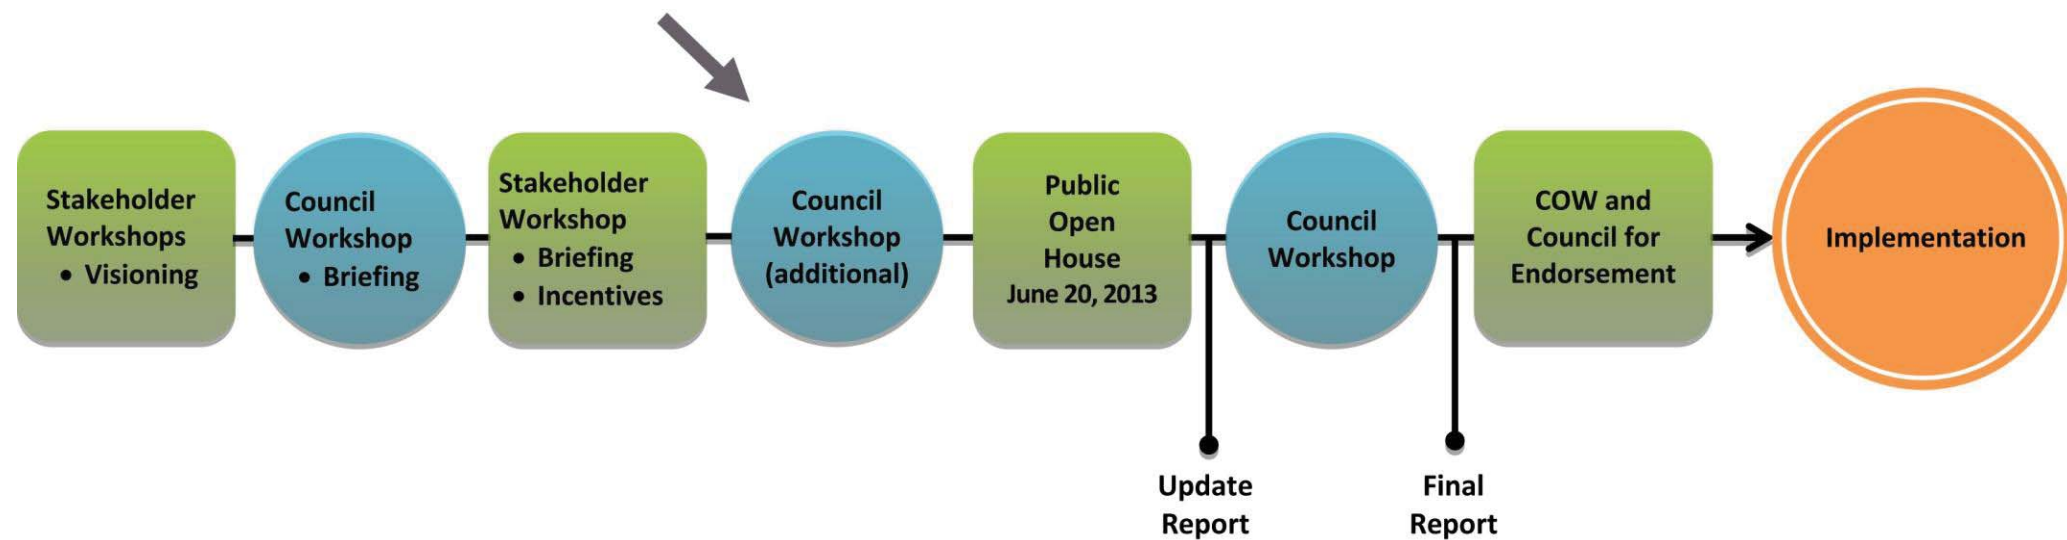 Stakeholder
Workshops
• Visioning
Council
Workshop
• Briefing
Stakeholder
Workshop
• Briefing
• Incentives
Council
Workshop
(additional)
Public
Open
House
June 20, 2013
Update
Report
Council
Workshop
Final
Report
COW and
Council for
Endorsement
Implementation